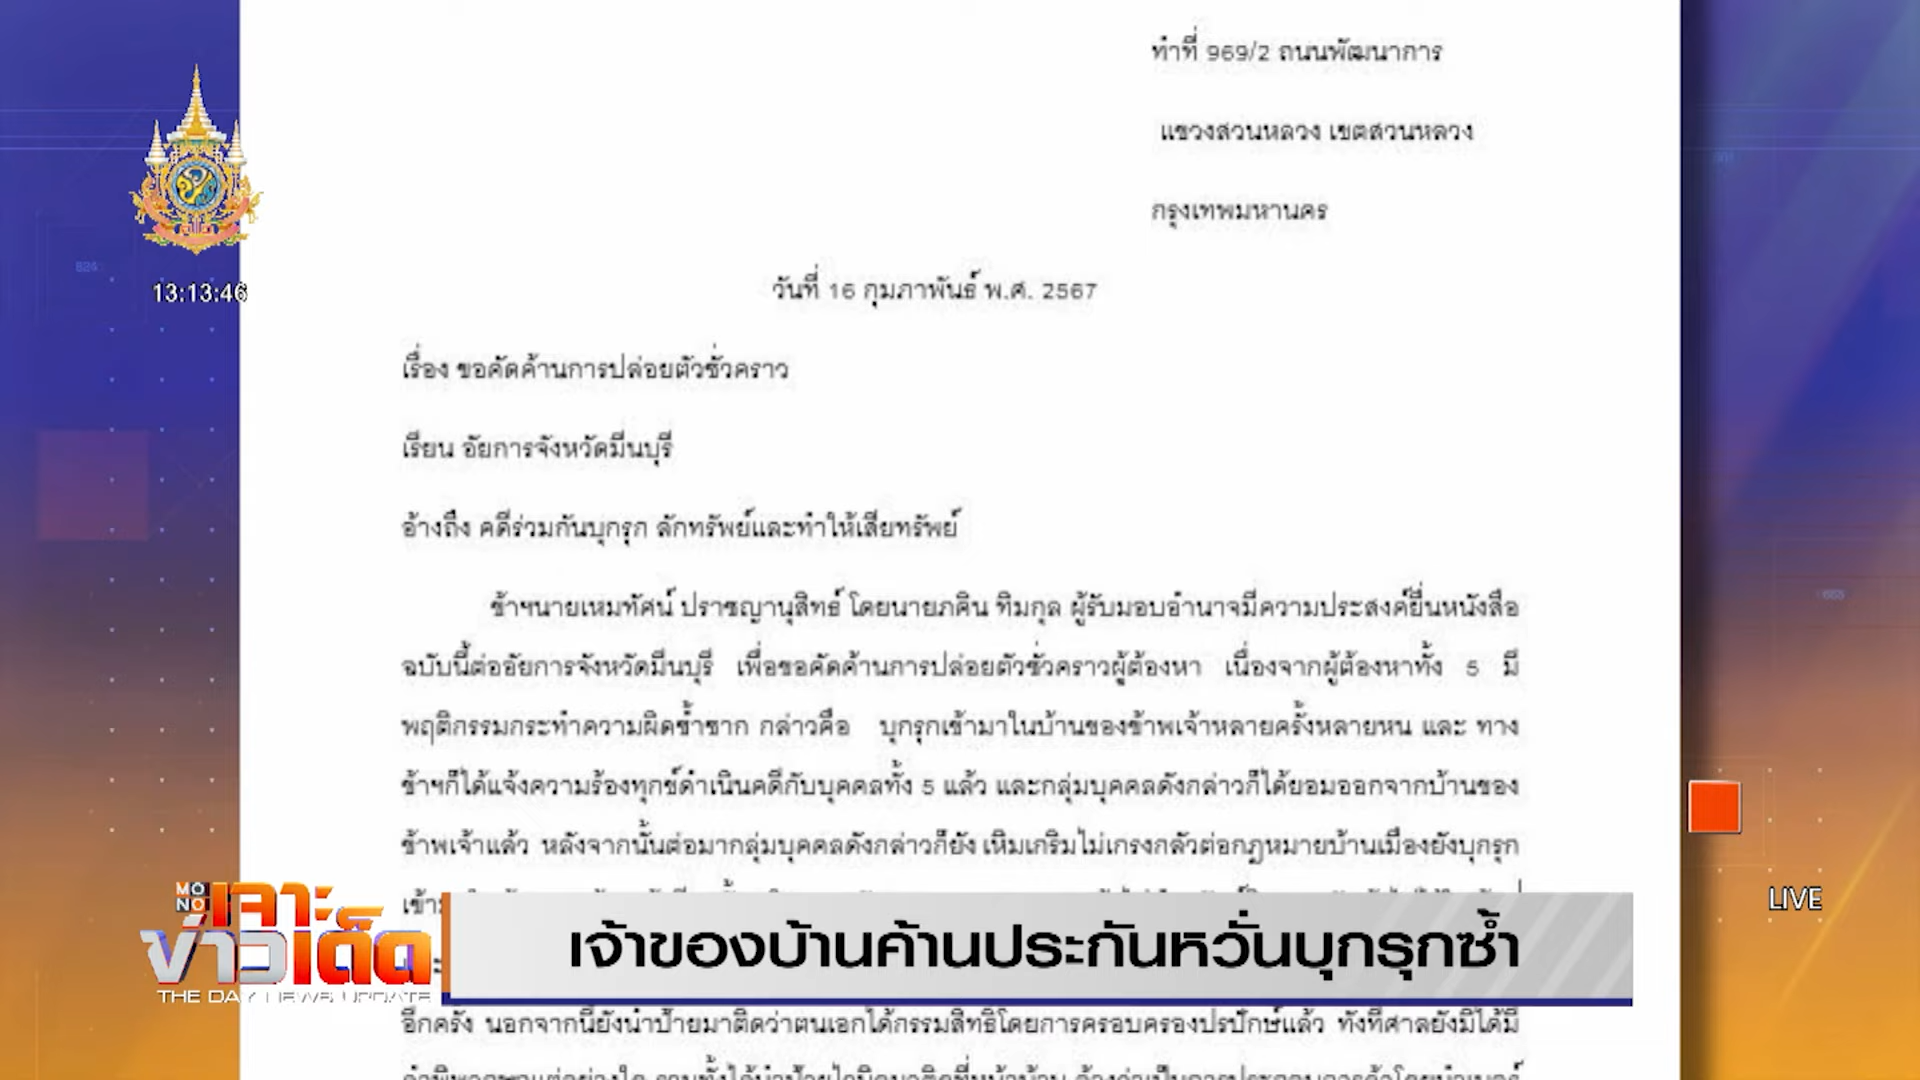 ทำที่ 969/2 ถนนพัฒนาการ
แขวงสวนหลวง เขตสวนหลวง
กรุงเทพมหานคร
13:13:46
วันที่ 16 กุมภาพันธ์ พ.ศ. 2567
เรื่อง ขอคัดค้านการปล่อยตัวชั่วคราว
เรียน อัยการจังหวัดมีนบุรี
อ้างถึง คดีร่วมกันบุกรุก ลักทรัพย์และทำให้เสียทรัพย์
ข้าฯนายเหมทัศน์ ปราชญานุสิทธ์ โดยนายภคิน ทิมกุล ผู้รับมอบอำนาจมีความประสงค์ยื่นหนังสือ
ฉบับนี้ต่ออัยการจังหวัดมีนบุรี เพื่อขอคัดค้านการปล่อยตัวชั่วคราวผู้ต้องหา เนื่องจากผู้ต้องหาทั้ง 5 มี
พฤติกรรมกระทำความผิดซ้ำซาก กล่าวคือ บุกรุกเข้ามาในบ้านของข้าพเจ้าหลายครั้งหลายหน และ ทาง
ข้าฯก็ได้แจ้งความร้องทุกข์ดำเนินคดีกับบุคคลทั้ง 5 แล้ว และกลุ่มบุคคลดังกล่าวก็ได้ยอมออกจากบ้านของ
ข้าพเจ้าแล้ว หลังจากนั้นต่อมากลุ่มบุคคลดังกล่าวก็ยัง เหิมเกริมไม่เกรงกลัวต่อกฎหมายบ้านเมืองยังบุกรุก
LIVE
MONO เจาะข่าวเด็ด
THE DAY NEWS UPDATE
เจ้าของบ้านค้านประกันหวั่นบุกรุกซ้ำ
อีกครั้ง นอกจากนี้ยังนำป้ายมาติดว่าตนเอกได้กรรมสิทธิโดยการครอบครองปรปักษ์แล้ว ทั้งที่ศาลยังมิได้มี